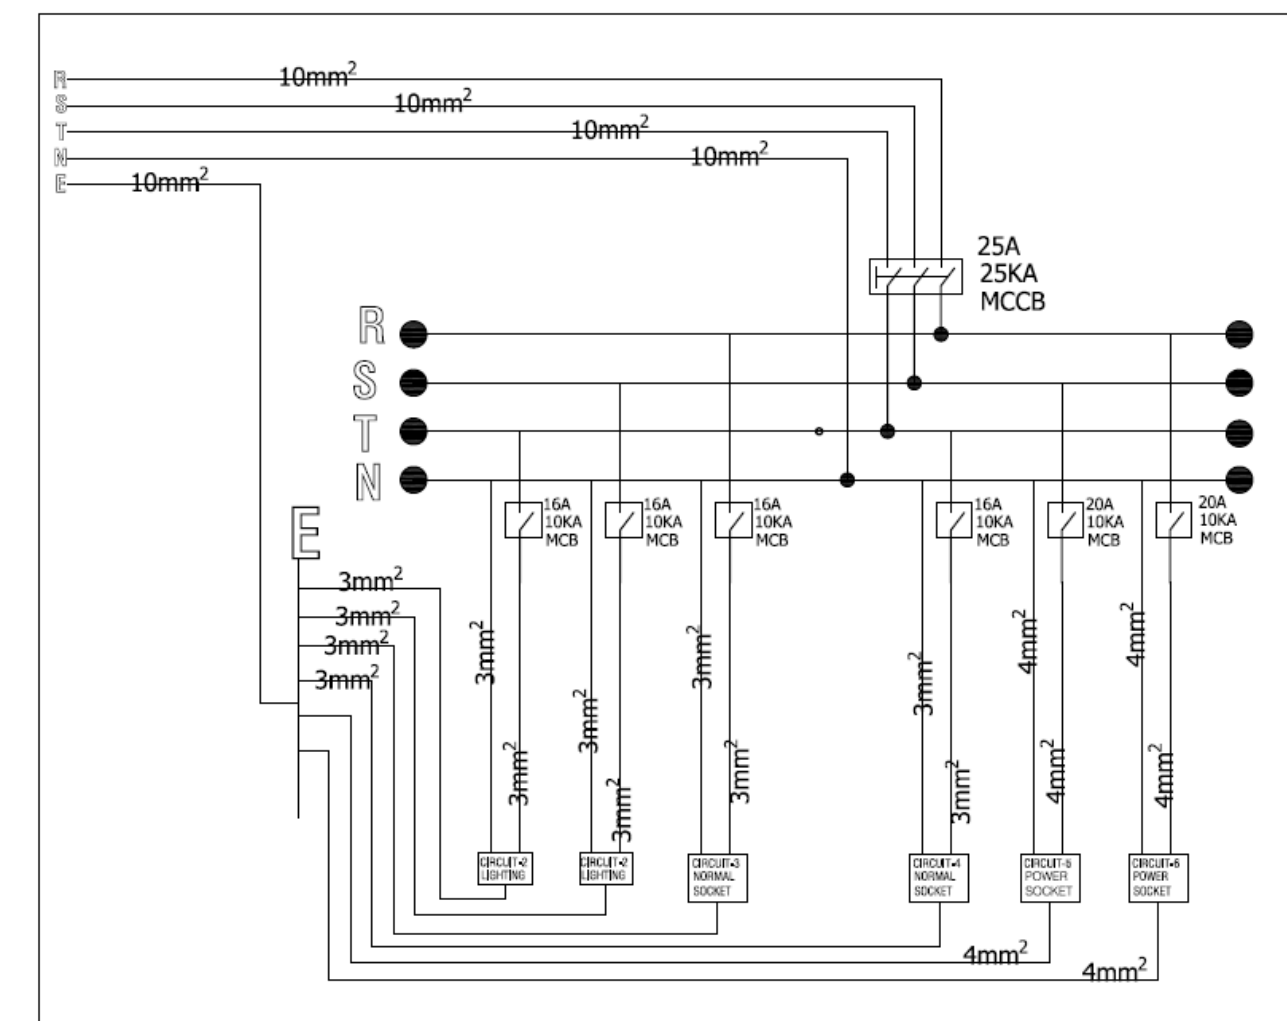 R
10mm²
S
10mm²
T
10mm²
N
10mm²
E
10mm²
25A
25KA
MCCB
R
S
T
N
E
16A
10KA
MCB
16A
10KA
MCB
16A
10KA
MCB
16A
10KA
MCB
20A
10KA
MCB
20A
10KA
MCB
3mm²
3mm²
3mm²
3mm²
3mm²
3mm²
3mm²
3mm²
3mm²
3mm²
3mm²
3mm²
4mm²
4mm²
4mm²
4mm²
CIRCUIT-2
LIGHTING
CIRCUIT-2
LIGHTING
CIRCUIT-3
NORMAL
SOCKET
CIRCUIT-4
NORMAL
SOCKET
CIRCUIT-5
POWER
SOCKET
CIRCUIT-6
POWER
SOCKET
4mm²
4mm²